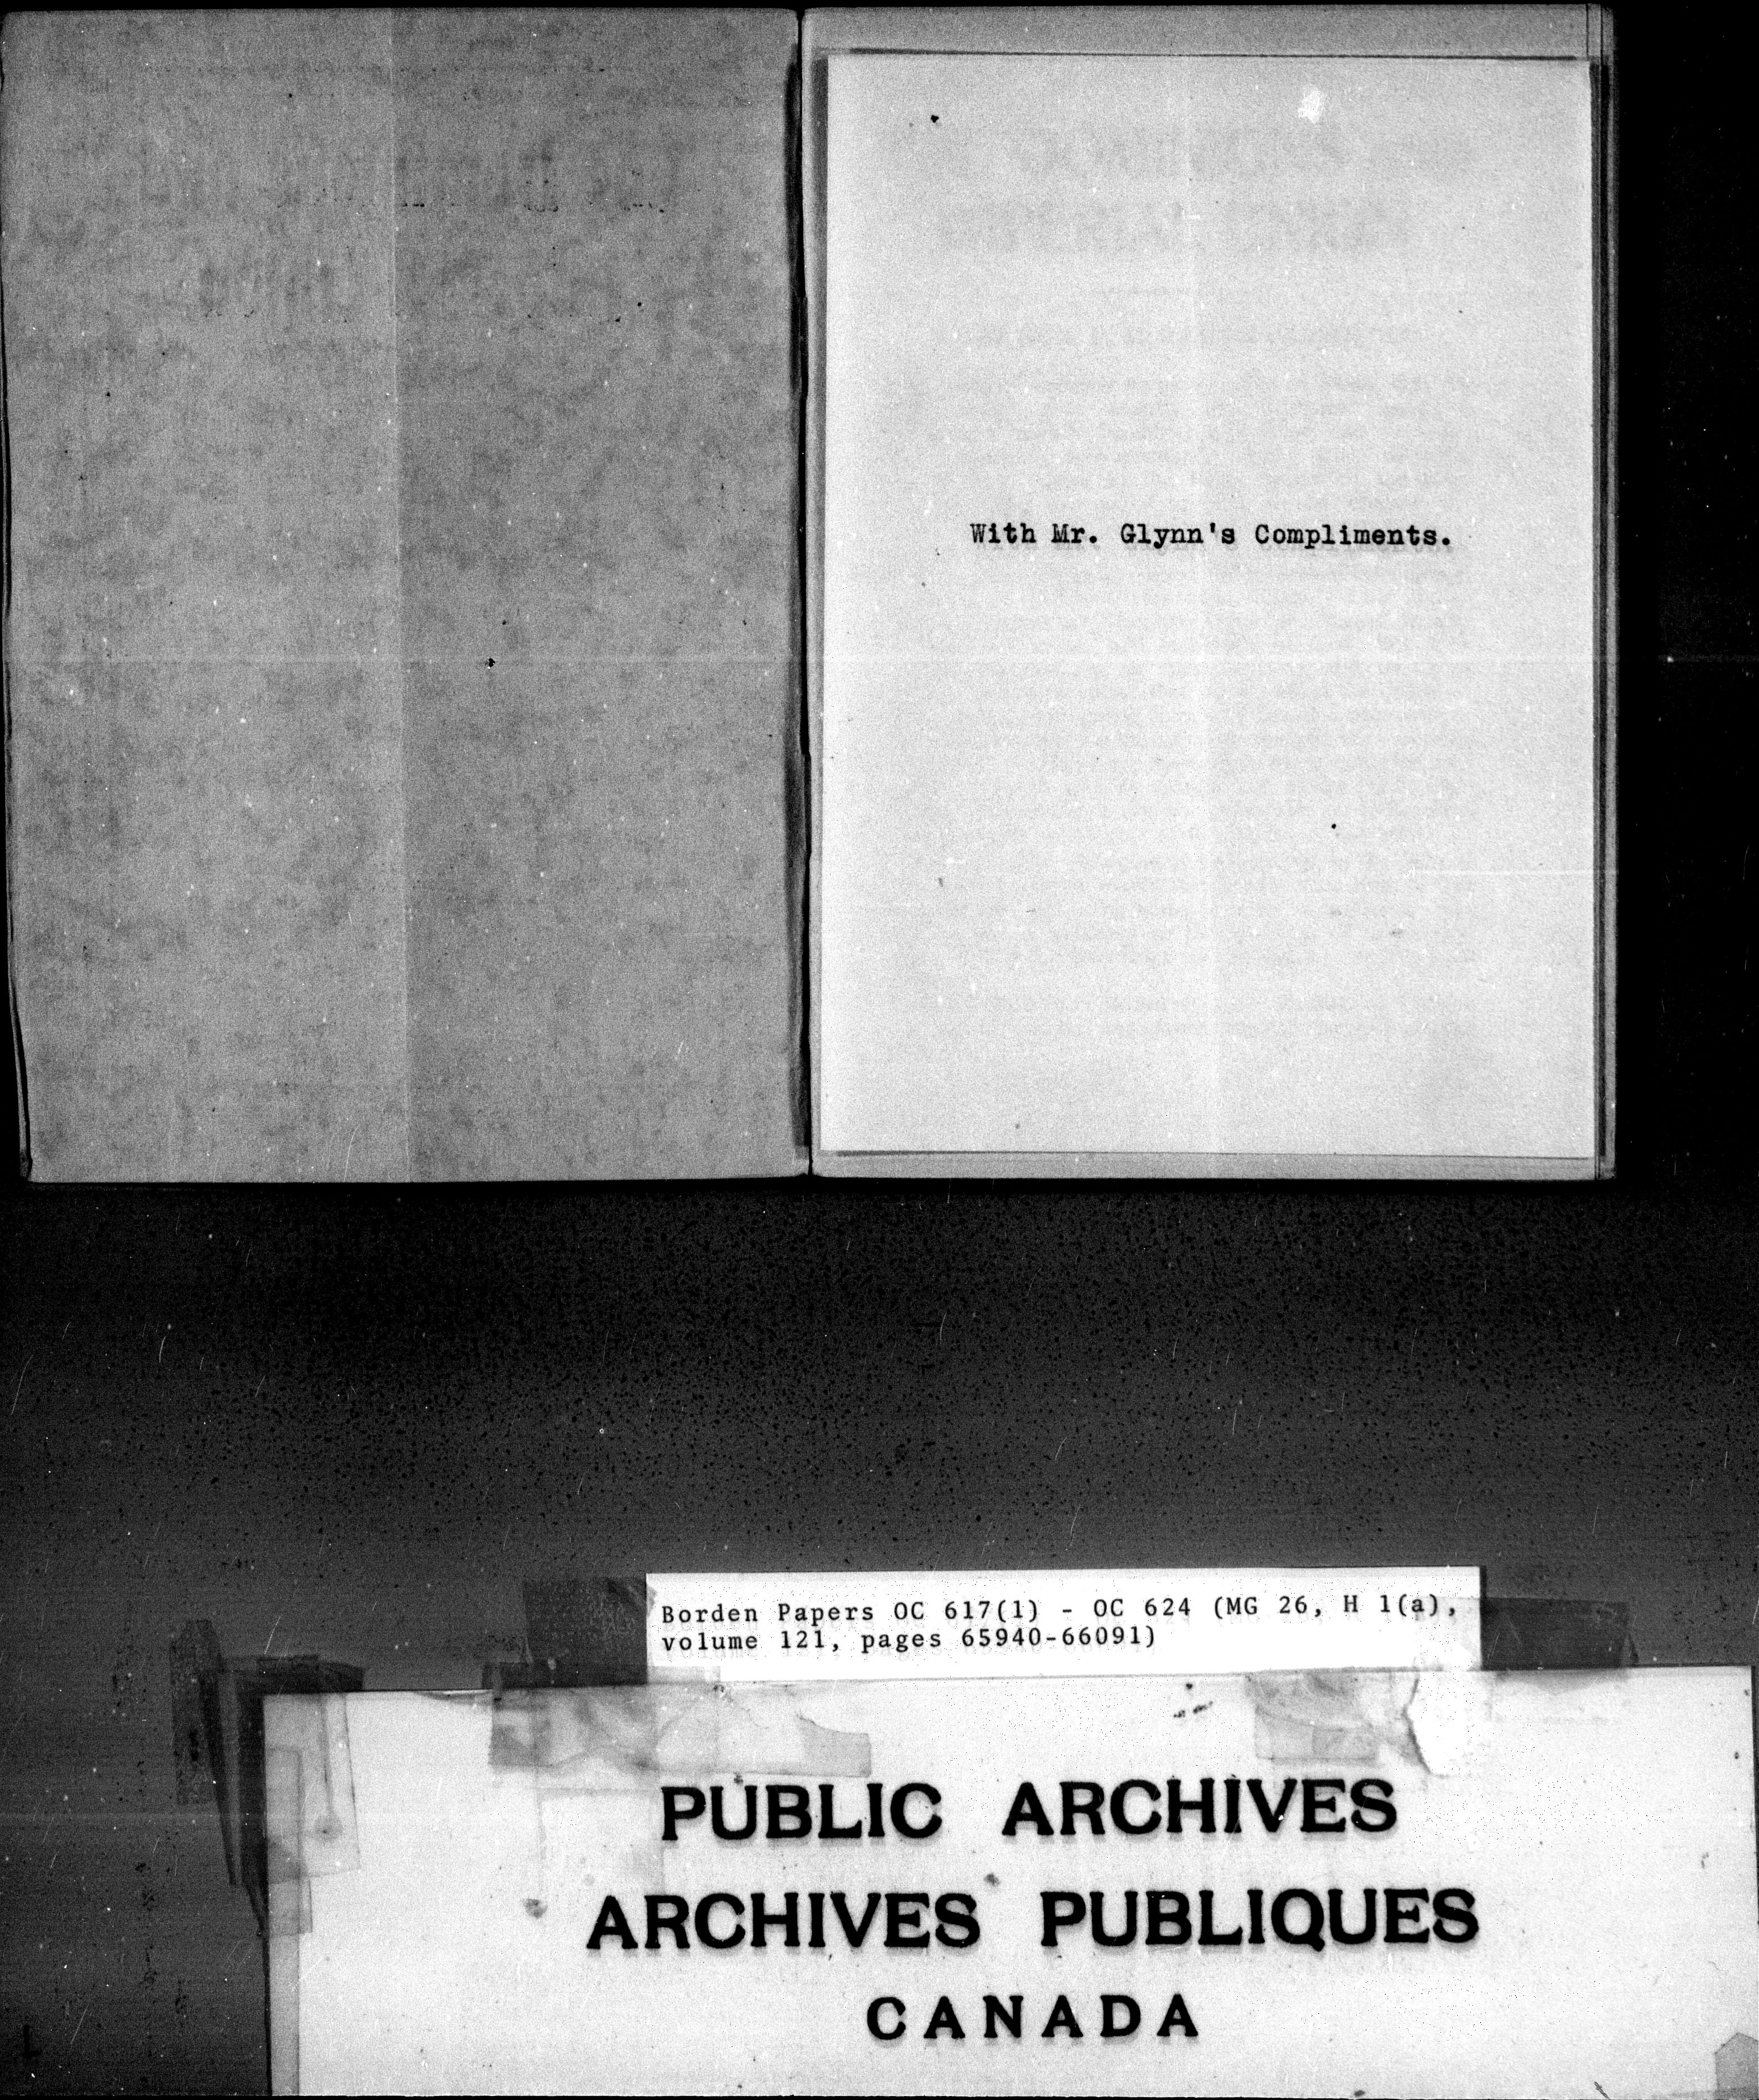 With Mr. Glynn's Compliments.
Borden Papers OC 617(1) - OC 624 (MG 26, H 1(a),
volume 121, pages 65940-66091)
PUBLIC ARCHIVES
ARCHIVES PUBLIQUES
CANADA